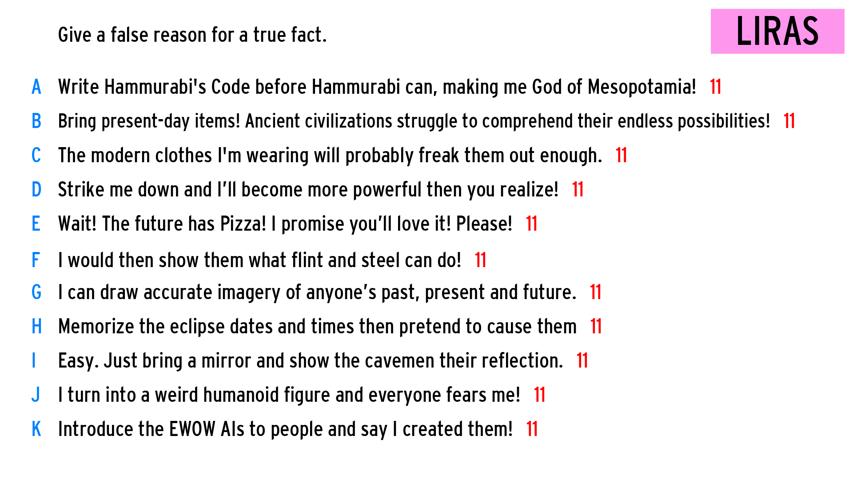 Give a false reason for a true fact.
LIRAS
A Write Hammurabi's Code before Hammurabi can, making me God of Mesopotamia! 11
B Bring present-day items! Ancient civilizations struggle to comprehend their endless possibilities! 11
C The modern clothes I'm wearing will probably freak them out enough. 11
D Strike me down and I'll become more powerful then you realize! 11
E Wait! The future has Pizza! I promise you'll love it! Please! 11
F I would then show them what flint and steel can do! 11
G I can draw accurate imagery of anyone's past, present and future. 11
H Memorize the eclipse dates and times then pretend to cause them 11
I Easy. Just bring a mirror and show the cavemen their reflection. 11
J I turn into a weird humanoid figure and everyone fears me! 11
K Introduce the EWOW AIs to people and say I created them! 11